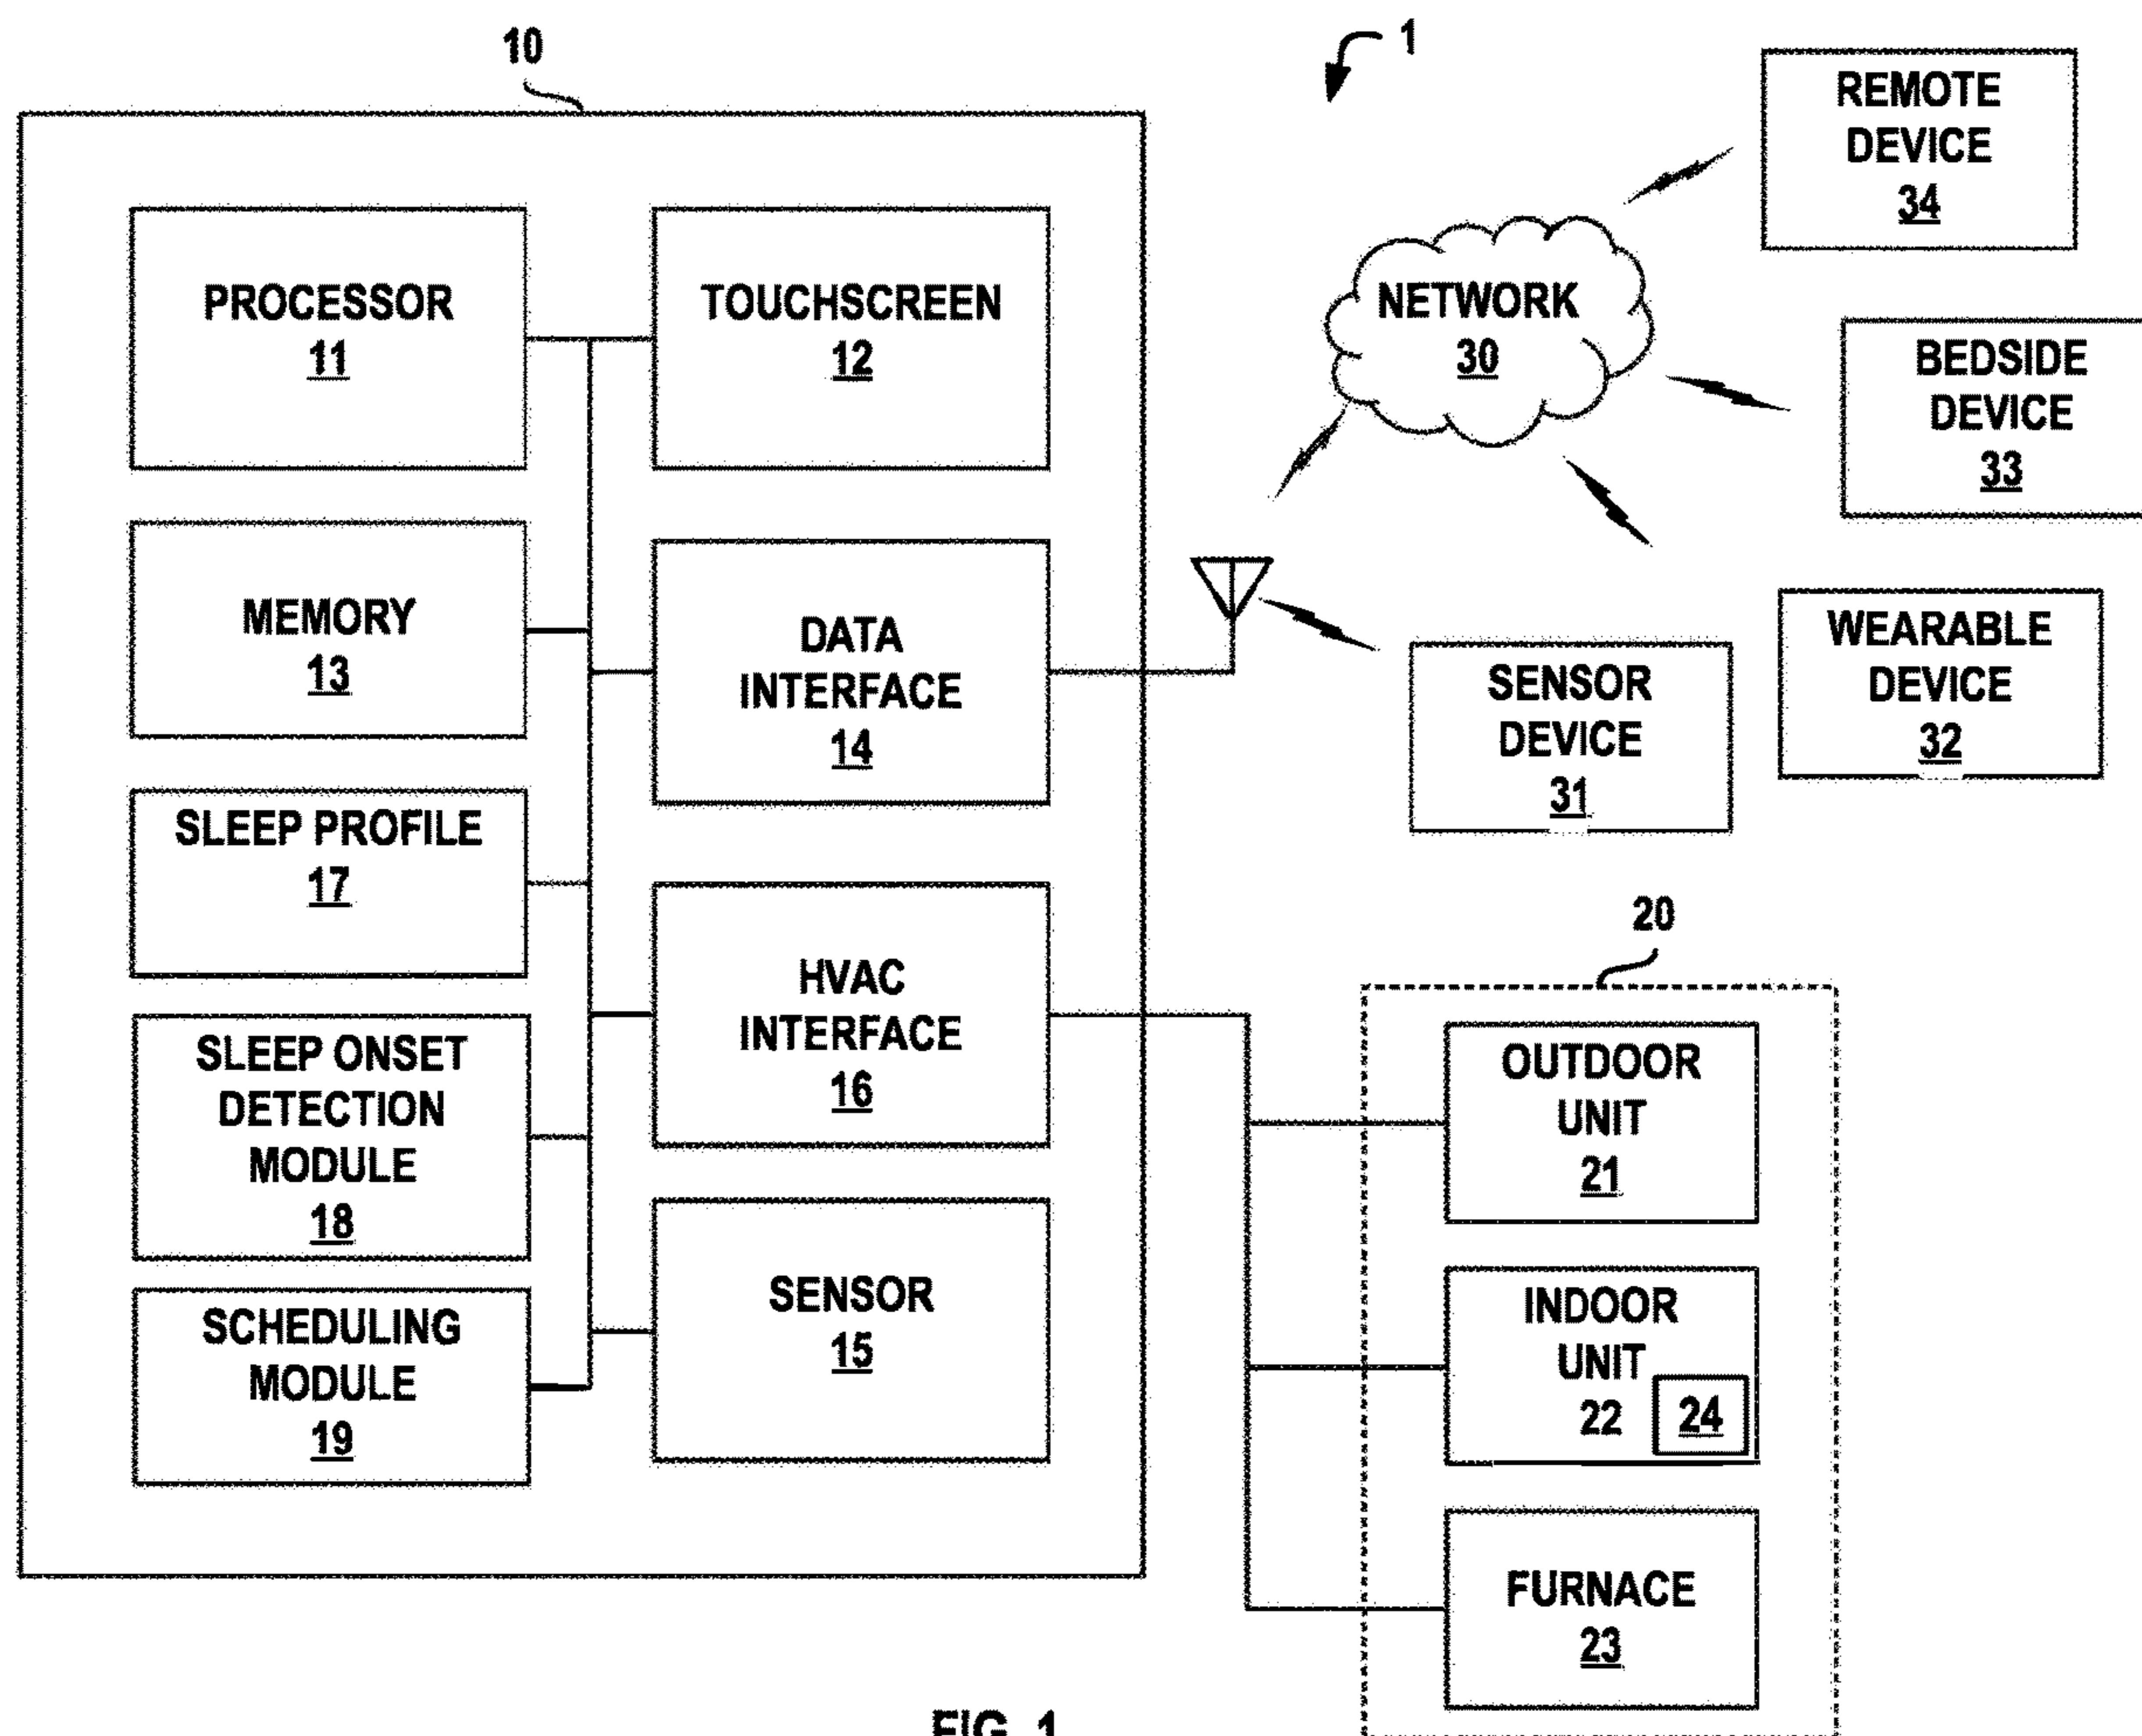 10
1
PROCESSOR
11
TOUCHSCREEN
12
MEMORY
13
DATA
INTERFACE
14
SLEEP PROFILE
17
HVAC
INTERFACE
16
SLEEP ONSET
DETECTION
MODULE
18
SENSOR
15
SCHEDULING
MODULE
19
NETWORK
30
REMOTE
DEVICE
34
BEDSIDE
DEVICE
33
WEARABLE
DEVICE
32
SENSOR
DEVICE
31
20
OUTDOOR
UNIT
21
INDOOR
UNIT
22
24
FURNACE
23
FIG. 1